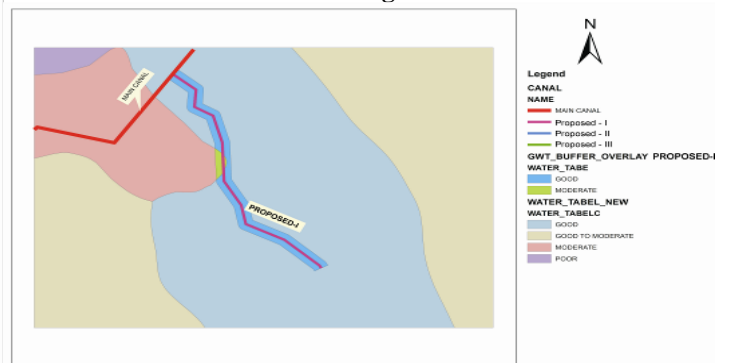 N
Legend
CANAL
NAME
MAIN CANAL
Proposed - I
Proposed - II
Proposed - III
GWT_BUFFER_OVERLAY PROPOSED-I
WATER_TABE
GOOD
MODERATE
WATER_TABEL_NEW
WATER_TABELC
GOOD
GOOD TO MODERATE
MODERATE
POOR
MAIN CANAL
PROPOSED-I